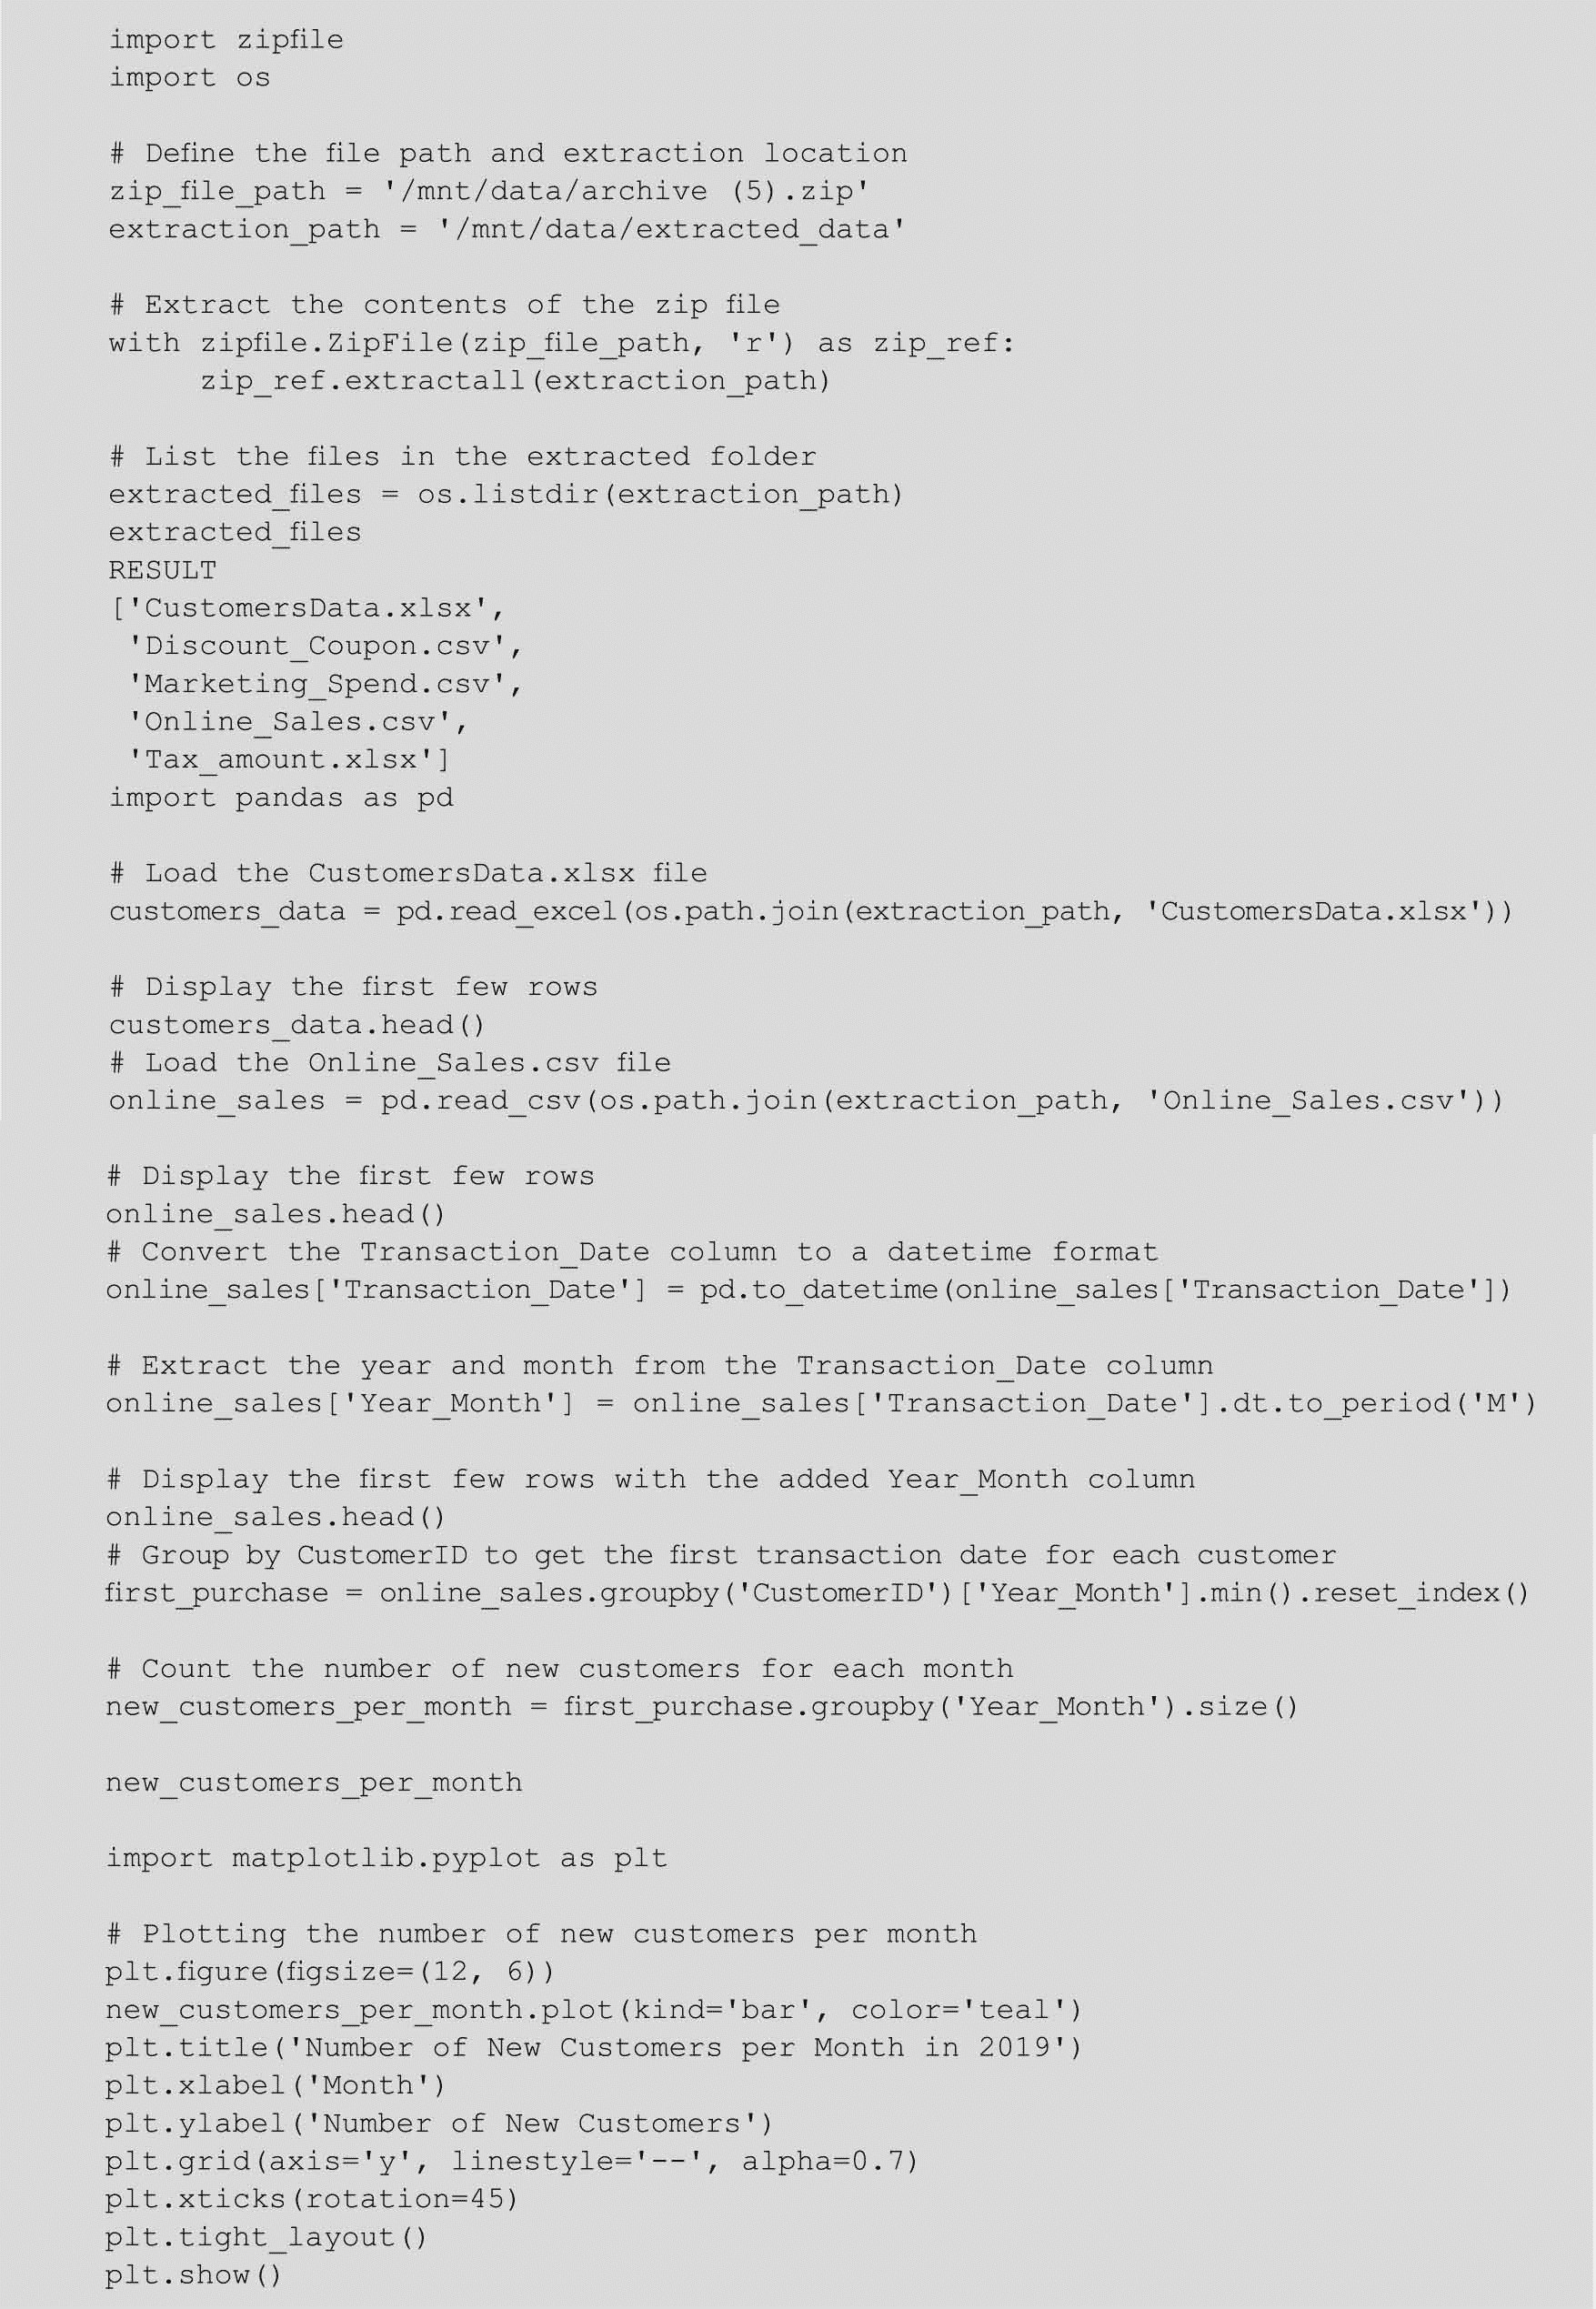 import zipfile
import os
# Define the file path and extraction location
zip_file_path = '/mnt/data/archive (5).zip'
extraction_path = '/mnt/data/extracted_data'
# Extract the contents of the zip file
with zipfile.ZipFile(zip_file_path, 'r') as zip_ref:
     zip_ref.extractall(extraction_path)
# List the files in the extracted folder
extracted_files = os.listdir(extraction_path)
extracted_files
RESULT
['CustomersData.xlsx',
 'Discount_Coupon.csv',
 'Marketing_Spend.csv',
 'Online_Sales.csv',
 'Tax_amount.xlsx']
import pandas as pd
# Load the CustomersData.xlsx file
customers_data = pd.read_excel(os.path.join(extraction_path, 'CustomersData.xlsx'))
# Display the first few rows
customers_data.head()
# Load the Online_Sales.csv file
online_sales = pd.read_csv(os.path.join(extraction_path, 'Online_Sales.csv'))
# Display the first few rows
online_sales.head()
# Convert the Transaction_Date column to a datetime format
online_sales['Transaction_Date'] = pd.to_datetime(online_sales['Transaction_Date'])
# Extract the year and month from the Transaction_Date column
online_sales['Year_Month'] = online_sales['Transaction_Date'].dt.to_period('M')
# Display the first few rows with the added Year_Month column
online_sales.head()
# Group by CustomerID to get the first transaction date for each customer
first_purchase = online_sales.groupby('CustomerID')['Year_Month'].min().reset_index()
# Count the number of new customers for each month
new_customers_per_month = first_purchase.groupby('Year_Month').size()
new_customers_per_month
import matplotlib.pyplot as plt
# Plotting the number of new customers per month
plt.figure(figsize=(12, 6))
new_customers_per_month.plot(kind='bar', color='teal')
plt.title('Number of New Customers per Month in 2019')
plt.xlabel('Month')
plt.ylabel('Number of New Customers')
plt.grid(axis='y', linestyle='--', alpha=0.7)
plt.xticks(rotation=45)
plt.tight_layout()
plt.show()